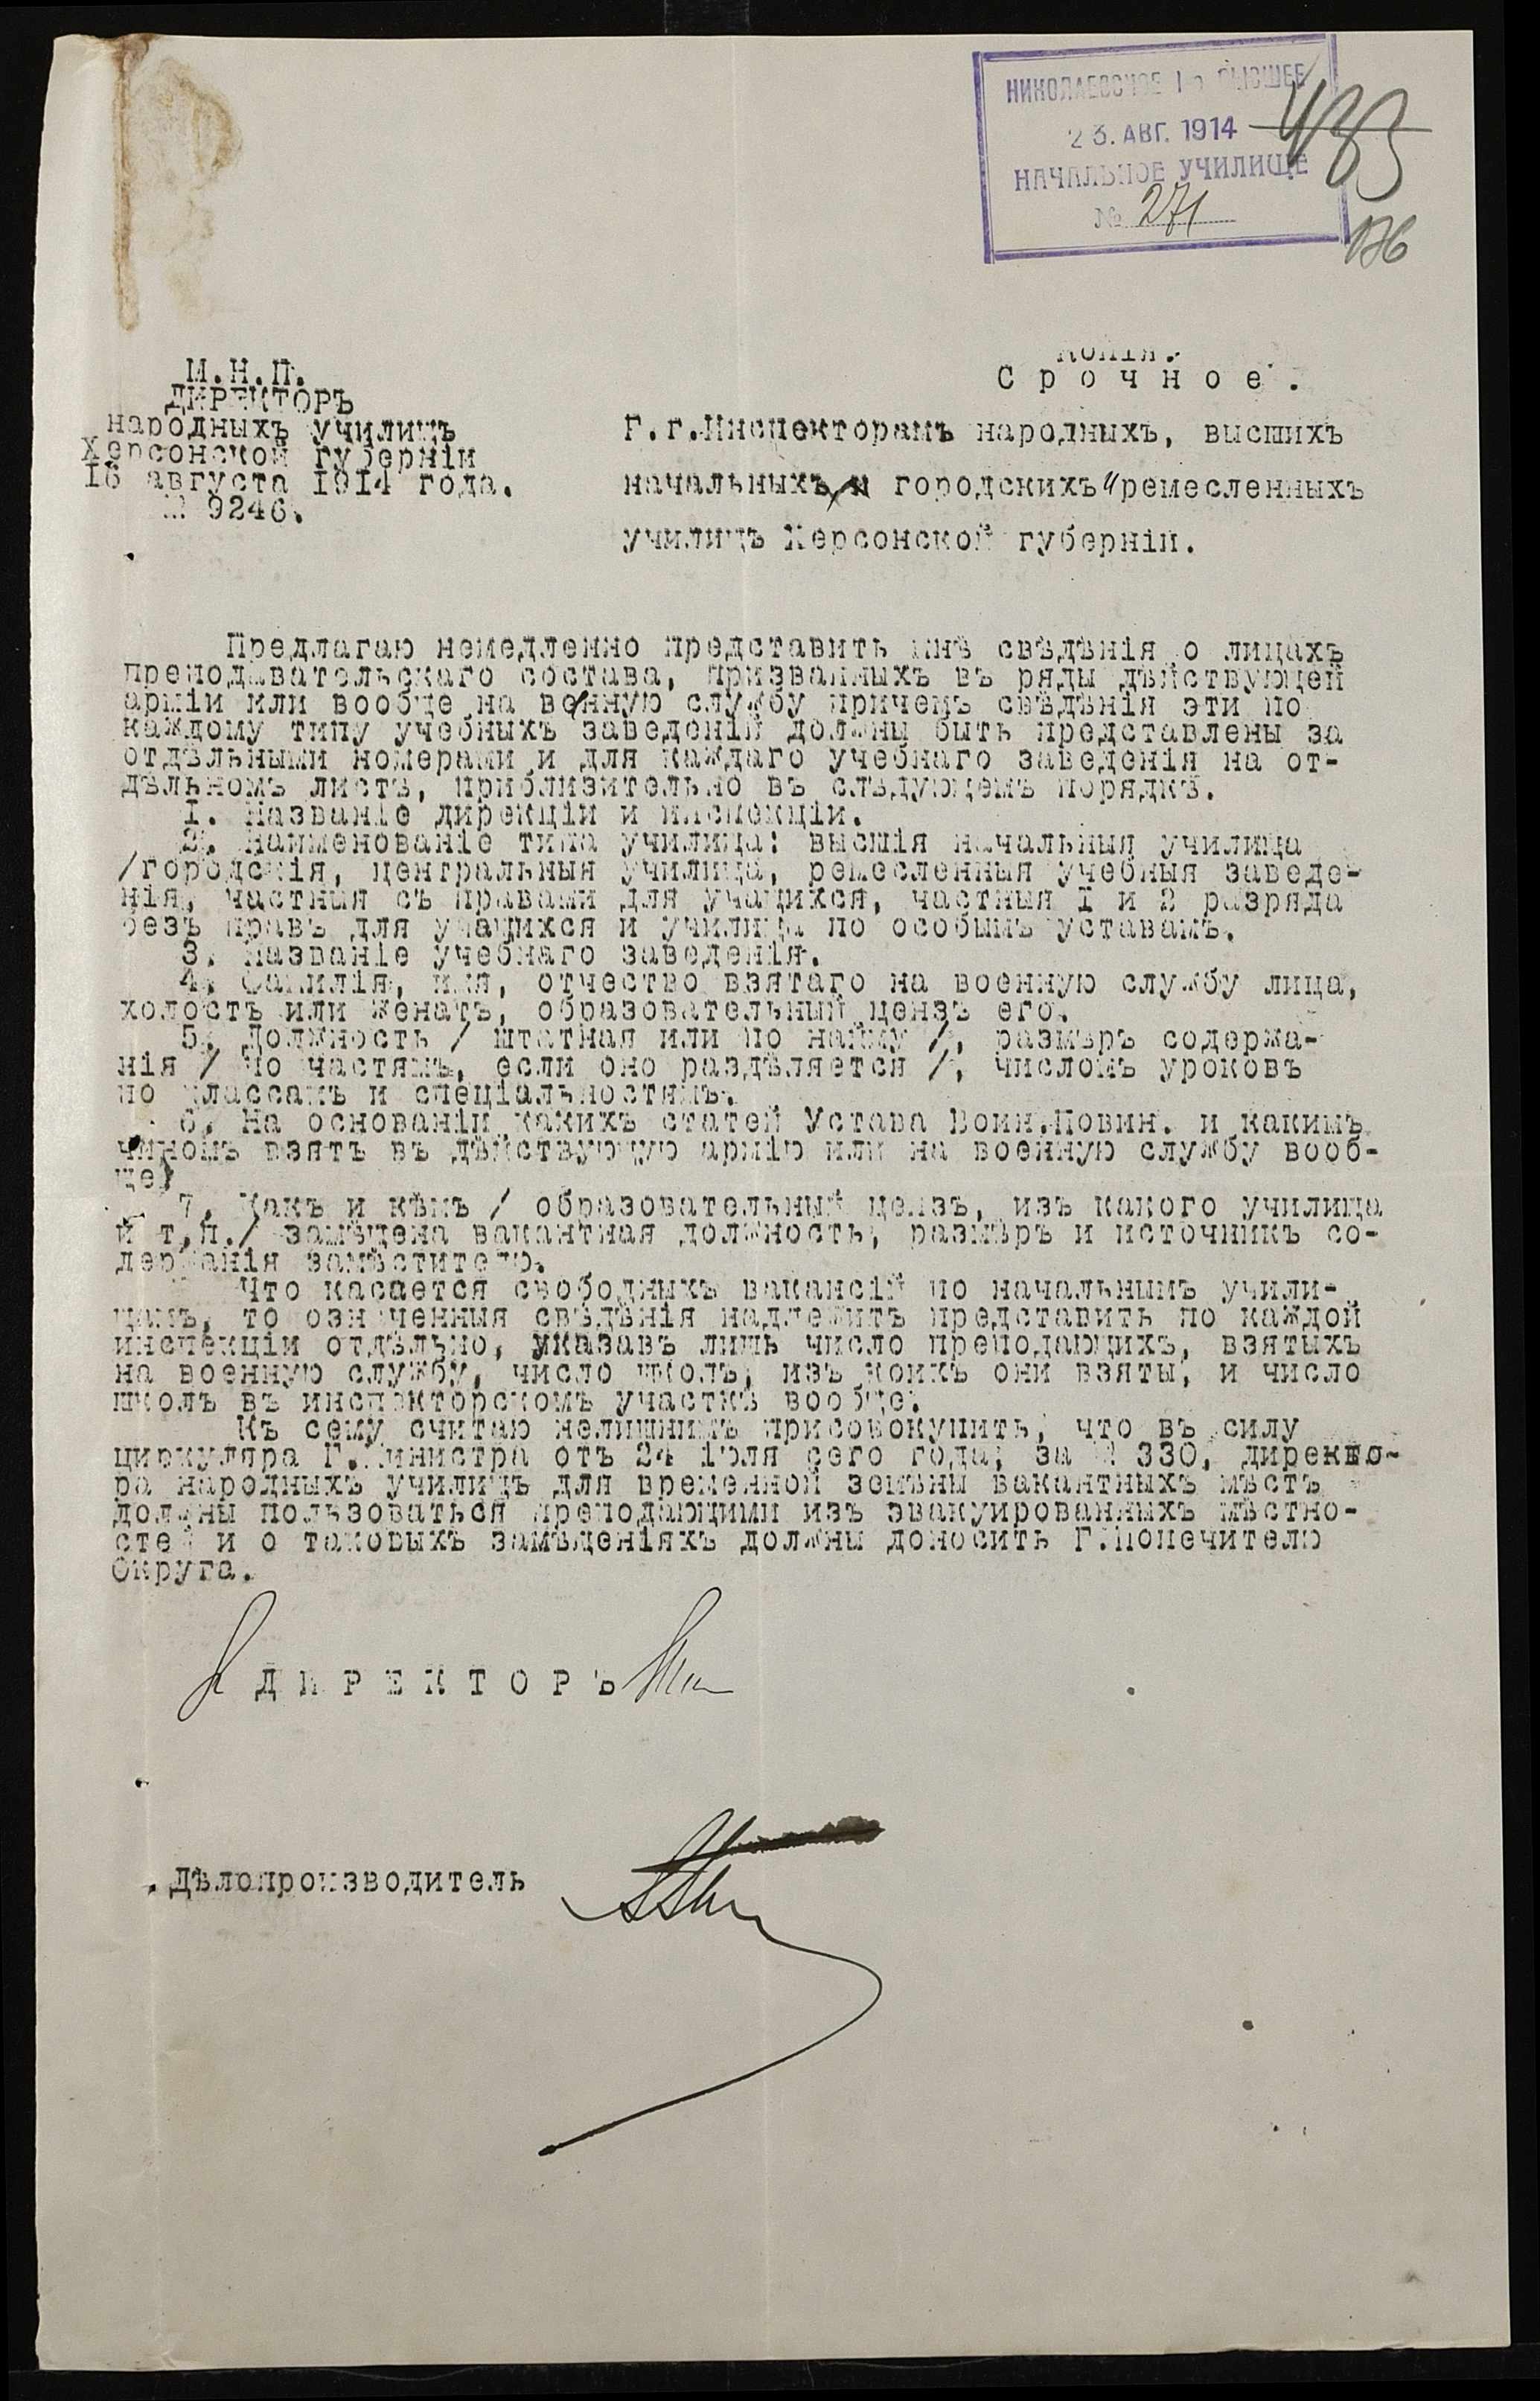 НИКОЛАЕВСКОЕ 1-е ВЫСШЕЕ
23. АВГ. 1914
НАЧАЛЬНОЕ УЧИЛИЩЕ
№ 271
433
176
М.Н.П.
ДИРЕКТОРЪ
народныхъ училищъ
Херсонской губерніи
16 августа 1914 года.
№ 9246.
Копія.
Срочное.
Г.г.Инспекторамъ народныхъ, высшихъ
начальныхъ, городскихъ и ремесленныхъ
училищъ Херсонской губерніи.
Предлагаю немедленно представить мнѣ свѣдѣнія о лицахъ
преподавательскаго состава, призванныхъ въ ряды дѣйствующей
арміи или вообще на военную службу причемъ свѣдѣнія эти по
каждому типу учебныхъ заведеній должны быть представлены за
отдѣльными номерами и для каждаго учебнаго заведенія на от-
дѣльномъ листѣ, приблизительно въ слѣдующемъ порядкѣ.
1. Названіе дирекціи и инспекціи.
2. Наименованіе типа училища: высшія начальныя училища
/городскія, центральныя училища, ремесленныя учебныя заведе-
нія, частныя съ правами для учащихся, частныя I и 2 разряда
безъ правъ для учащихся и училища по особымъ уставамъ.
3. Названіе учебнаго заведенія.
4. Фамилія, имя, отчество взятаго на военную службу лица,
холостъ или женатъ, образовательный цензъ его.
5. Должность / штатная или по найму /, размѣръ содержа-
нія / по частямъ, если оно раздѣляется /, числомъ уроковъ
по классамъ и спеціальностямъ.
6. На основаніи какихъ статей Устава Воин.Повин. и какимъ
чиномъ взятъ въ дѣйствующую армію или на военную службу вооб-
ще.
7. Какъ и кѣмъ / образовательный цензъ, изъ какого училища
и т.п./ замѣщена вакантная должность, размѣръ и источникъ со-
держанія замѣстителю.
Что касается свободныхъ вакансій по начальнымъ учили-
щамъ, то означенныя свѣдѣнія надлежитъ представить по каждой
инспекціи отдѣльно, указавъ лишь число преподающихъ, взятыхъ
на военную службу, число школъ, изъ коихъ они взяты, и число
школъ въ инспекторскомъ участкѣ вообще.
Къ сему считаю нелишнимъ присовокупить, что въ силу
циркуляра Г.Министра отъ 24 іюля сего года, за № 330, директо-
ра народныхъ училищъ для временной замѣны вакантныхъ мѣстъ
должны пользоваться преподающими изъ эвакуированныхъ мѣстно-
стей и о таковыхъ замѣщеніяхъ должны доносить Г.Попечителю
Округа.
ДИРЕКТОРЪ
Дѣлопроизводитель